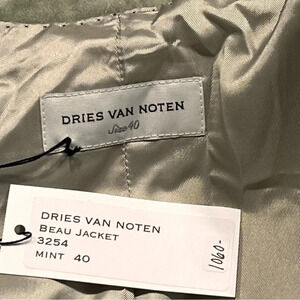 DRIES VAN NOTEN
Size 40
DRIES VAN NOTEN
BEAU JACKET
3254
MINT 40
1060-